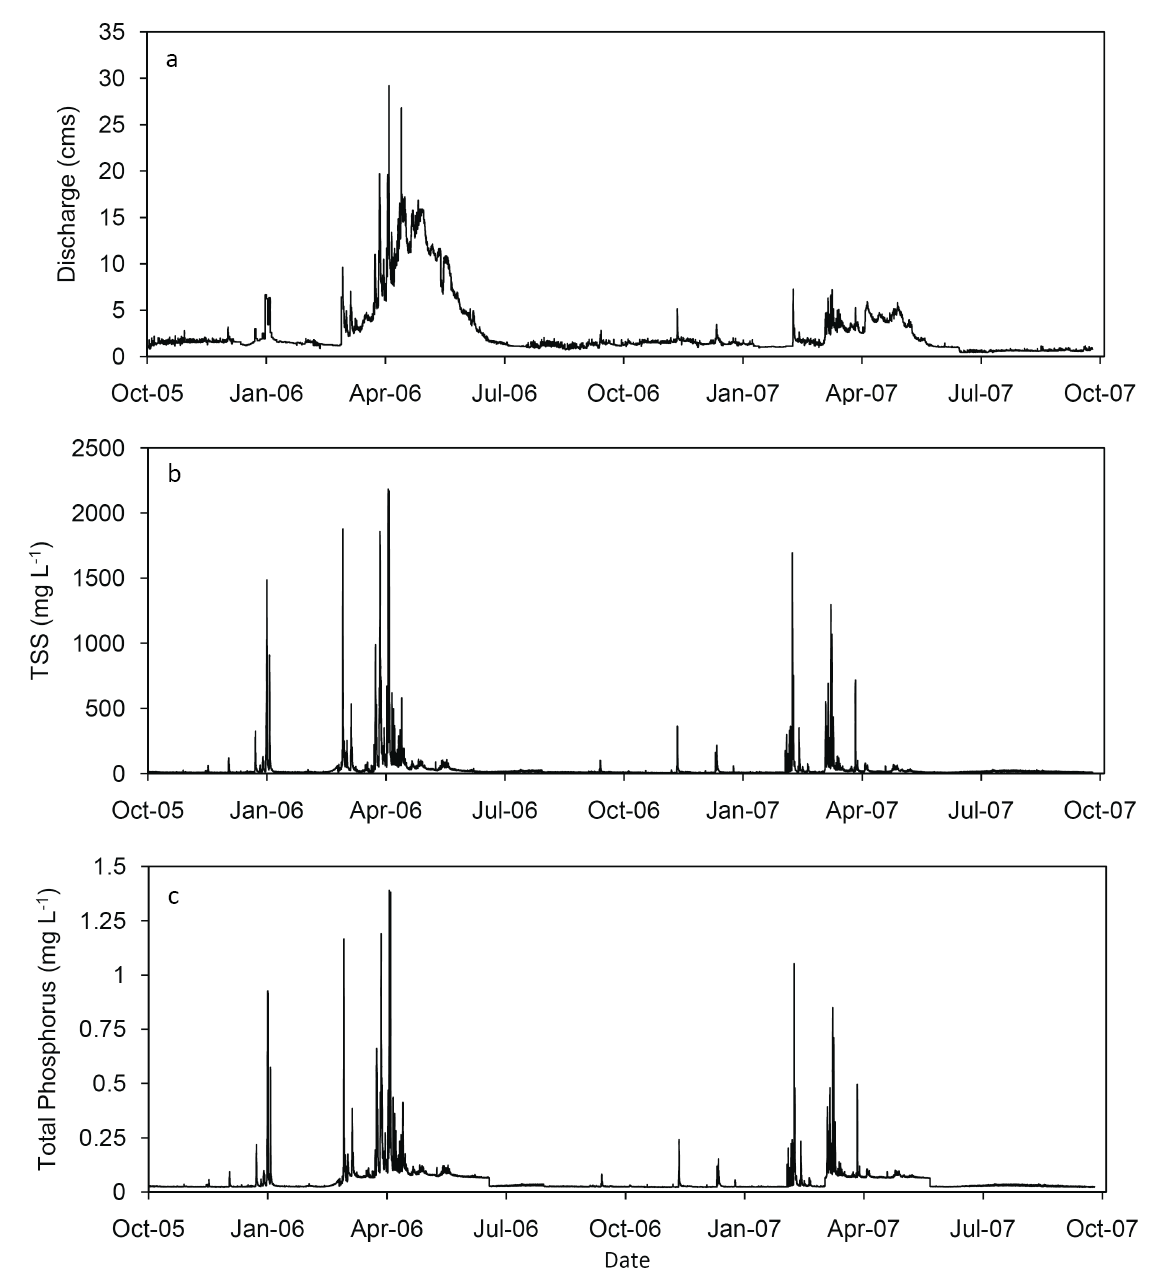 a
Discharge (cms)
35
30
25
20
15
10
5
0
Oct-05 Jan-06 Apr-06 Jul-06 Oct-06 Jan-07 Apr-07 Jul-07 Oct-07
b
TSS (mg L-1)
2500
2000
1500
1000
500
0
Oct-05 Jan-06 Apr-06 Jul-06 Oct-06 Jan-07 Apr-07 Jul-07 Oct-07
c
Total Phosphorus (mg L-1)
1.5
1.25
1
0.75
0.5
0.25
0
Oct-05 Jan-06 Apr-06 Jul-06 Oct-06 Jan-07 Apr-07 Jul-07 Oct-07
Date